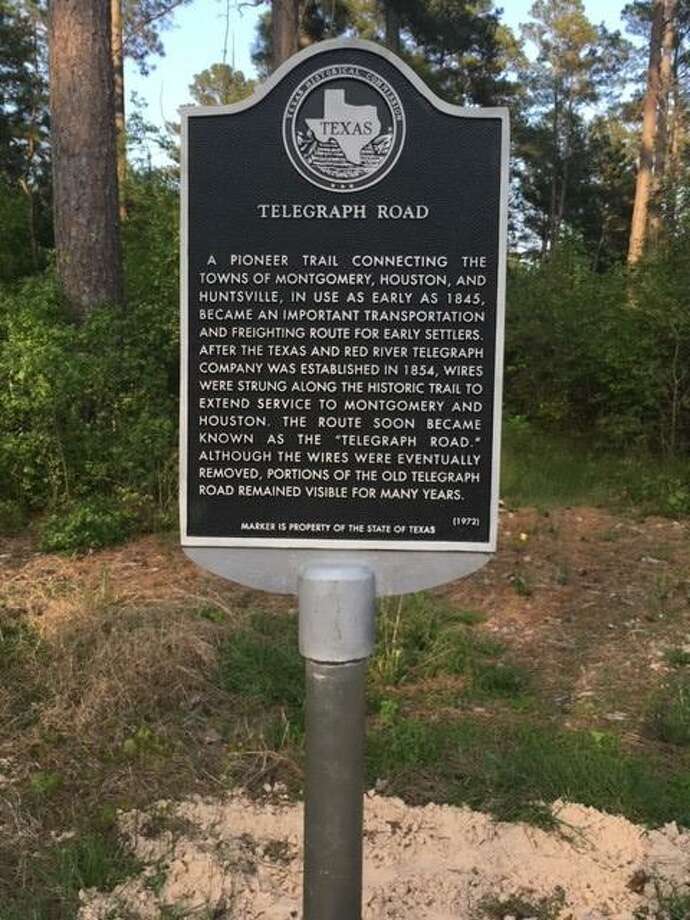 TEXAS HISTORICAL COMMISSION
TEXAS
TELEGRAPH ROAD
A PIONEER TRAIL CONNECTING THE
TOWNS OF MONTGOMERY, HOUSTON, AND
HUNTSVILLE, IN USE AS EARLY AS 1845,
BECAME AN IMPORTANT TRANSPORTATION
AND FREIGHTING ROUTE FOR EARLY SETTLERS.
AFTER THE TEXAS AND RED RIVER TELEGRAPH
COMPANY WAS ESTABLISHED IN 1854, WIRES
WERE STRUNG ALONG THE HISTORIC TRAIL TO
EXTEND SERVICE TO MONTGOMERY AND
HOUSTON. THE ROUTE SOON BECAME
KNOWN AS THE "TELEGRAPH ROAD."
ALTHOUGH THE WIRES WERE EVENTUALLY
REMOVED, PORTIONS OF THE OLD TELEGRAPH
ROAD REMAINED VISIBLE FOR MANY YEARS.
(1972)
MARKER IS PROPERTY OF THE STATE OF TEXAS